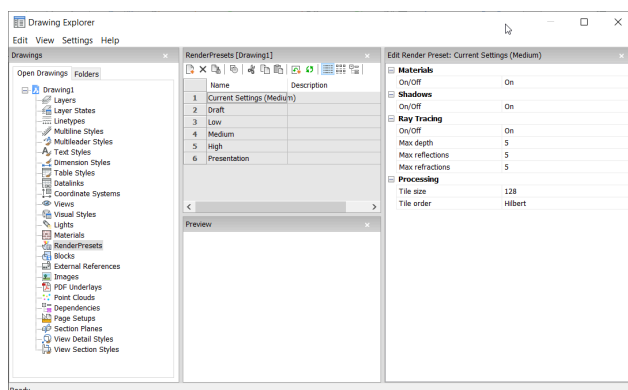 Drawing Explorer
Edit View Settings Help
Drawings
Open Drawings Folders
Drawing1
Layers
Layer States
Linetypes
Multiline Styles
Multileader Styles
Text Styles
Dimension Styles
Table Styles
Datalinks
Coordinate Systems
Views
Visual Styles
Lights
Materials
RenderPresets
Blocks
External References
Images
PDF Underlays
Point Clouds
Dependencies
Page Setups
Section Planes
View Detail Styles
View Section Styles
RenderPresets [Drawing1]
Name Description
1 Current Settings (Medium)
2 Draft
3 Low
4 Medium
5 High
6 Presentation
Preview
Edit Render Preset: Current Settings (Medium)
Materials
On/Off On
Shadows
On/Off On
Ray Tracing
On/Off On
Max depth 5
Max reflections 5
Max refractions 5
Processing
Tile size 128
Tile order Hilbert
Ready